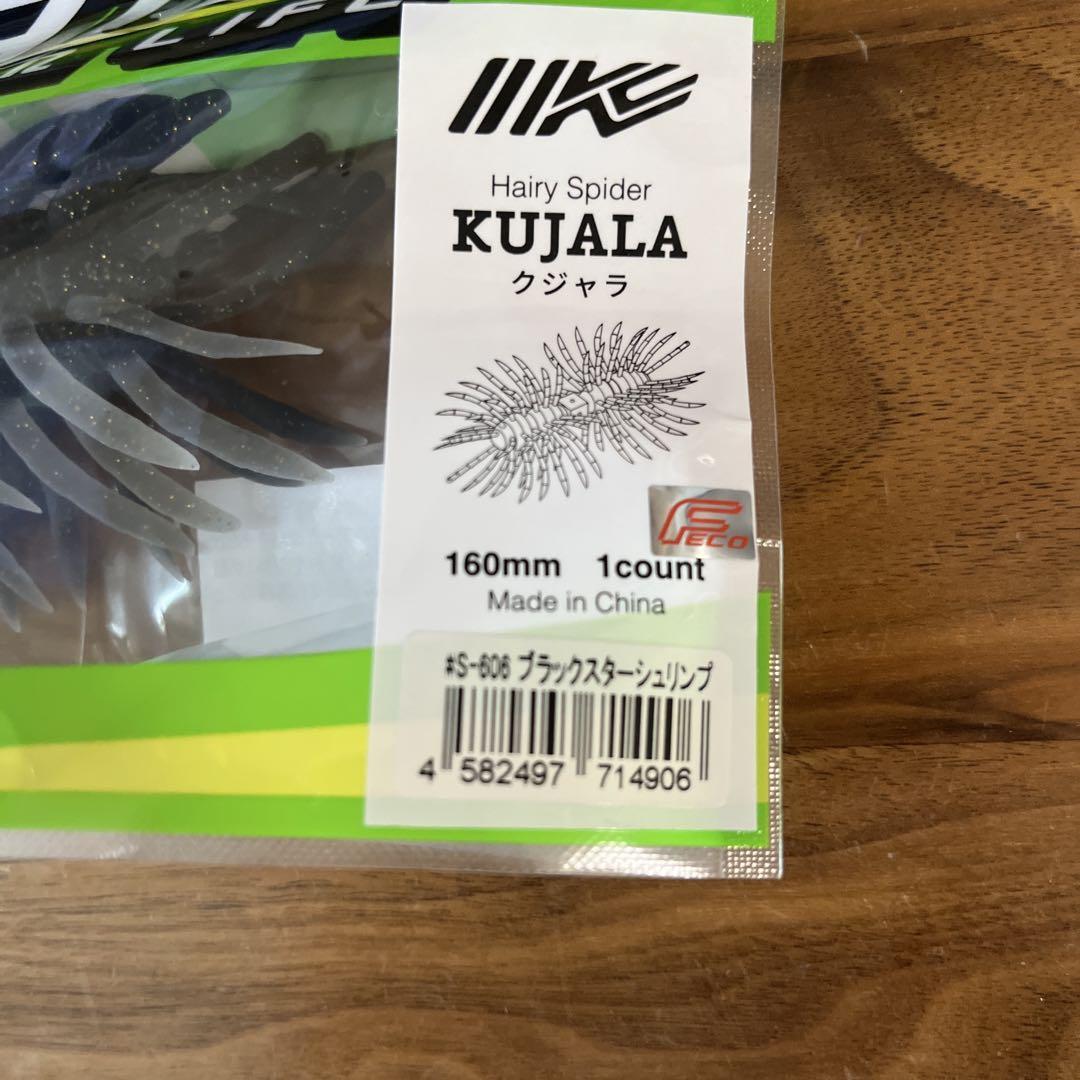 LIFE
Hairy Spider
KUJALA
クジャラ
FECO
160mm 1count
Made in China
#S-606 ブラックスターシュリンプ
4 582497 714906